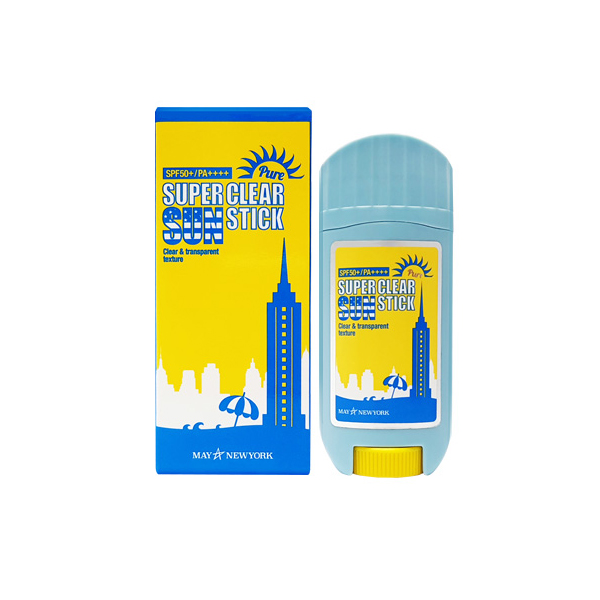 SPF50+/PA++++
Pure
SUPER CLEAR
SUN STICK
Clear & transparent
texture
MAY NEWYORK
SPF50+/PA++++
Pure
SUPER CLEAR
SUN STICK
Clear & transparent
texture
MAY NEWYORK